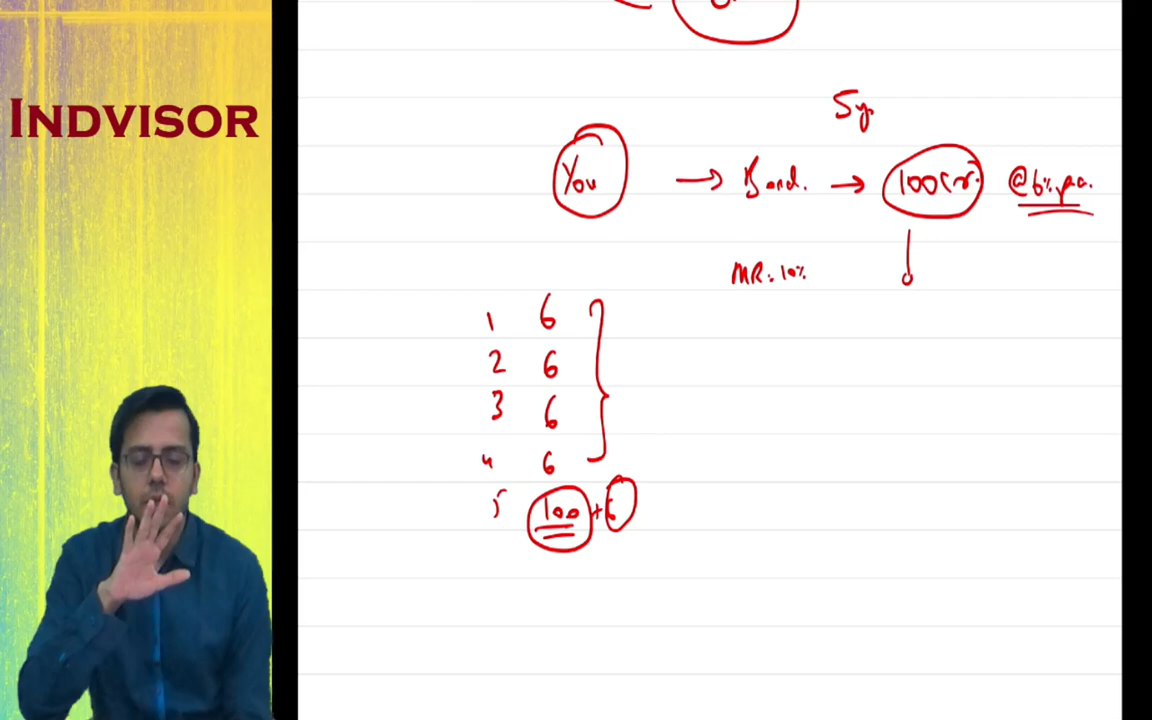 INDVISOR
5y.
You → Bond. → 100Cr. @6% p.a.
MR: 10%
1 6
2 6
3 6
4 6
5 100 + 6